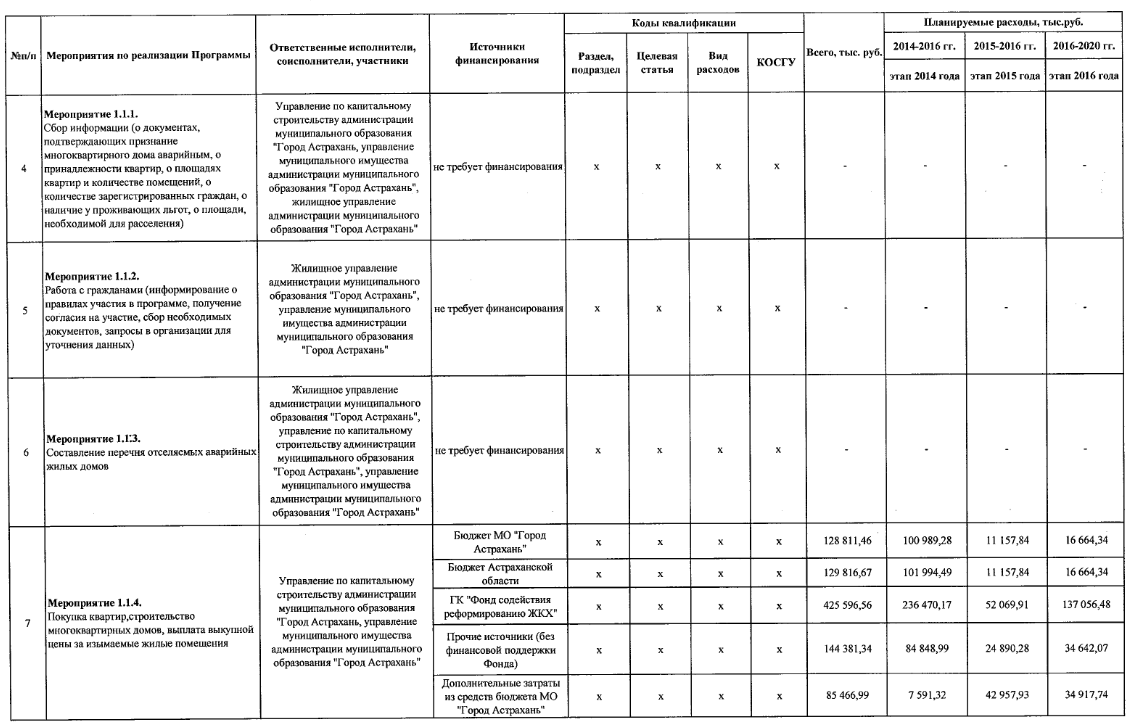 №п/п
Мероприятия по реализации Программы
Ответственные исполнители,
соисполнители, участники
Источники
финансирования
Коды квалификации
Раздел,
подраздел
Целевая
статья
Вид
расходов
КОСГУ
Всего, тыс. руб.
Планируемые расходы, тыс.руб.
2014-2016 гг.
2015-2016 гг.
2016-2020 гг.
этап 2014 года
этап 2015 года
этап 2016 года
4
Мероприятие 1.1.1.
Сбор информации (о документах,
подтверждающих признание
многоквартирного дома аварийным, о
принадлежности квартир, о площадях
квартир и количестве помещений, о
количестве зарегистрированных граждан, о
наличие у проживающих льгот, о площади,
необходимой для расселения)
Управление по капитальному
строительству администрации
муниципального образования
"Город Астрахань, управление
муниципального имущества
администрации муниципального
образования "Город Астрахань",
жилищное управление
администрации муниципального
образования "Город Астрахань"
не требует финансирования
x
x
x
x
-
-
-
-
5
Мероприятие 1.1.2.
Работа с гражданами (информирование о
правилах участия в программе, получение
согласия на участие, сбор необходимых
документов, запросы в организации для
уточнения данных)
Жилищное управление
администрации муниципального
образования "Город Астрахань",
управление муниципального
имущества администрации
муниципального образования
"Город Астрахань"
не требует финансирования
x
x
x
x
-
-
-
-
6
Мероприятие 1.1.3.
Составление перечня отселяемых аварийных
жилых домов
Жилищное управление
администрации муниципального
образования "Город Астрахань",
управление по капитальному
строительству администрации
муниципального образования
"Город Астрахань", управление
муниципального имущества
администрации муниципального
образования "Город Астрахань"
не требует финансирования
x
x
x
x
-
-
-
-
7
Мероприятие 1.1.4.
Покупка квартир,строительство
многоквартирных домов, выплата выкупной
цены за изымаемые жилые помещения
Управление по капитальному
строительству администрации
муниципального образования
"Город Астрахань, управление
муниципального имущества
администрации муниципального
образования "Город Астрахань"
Бюджет МО "Город
Астрахань"
x
x
x
x
128 811,46
100 989,28
11 157,84
16 664,34
Бюджет Астраханской
области
x
x
x
x
129 816,67
101 994,49
11 157,84
16 664,34
ГК "Фонд содействия
реформированию ЖКХ"
x
x
x
x
425 596,56
236 470,17
52 069,91
137 056,48
Прочие источники (без
финансовой поддержки
Фонда)
x
x
x
x
144 381,34
84 848,99
24 890,28
34 642,07
Дополнительные затраты
из средств бюджета МО
"Город Астрахань"
x
x
x
x
85 466,99
7 591,32
42 957,93
34 917,74